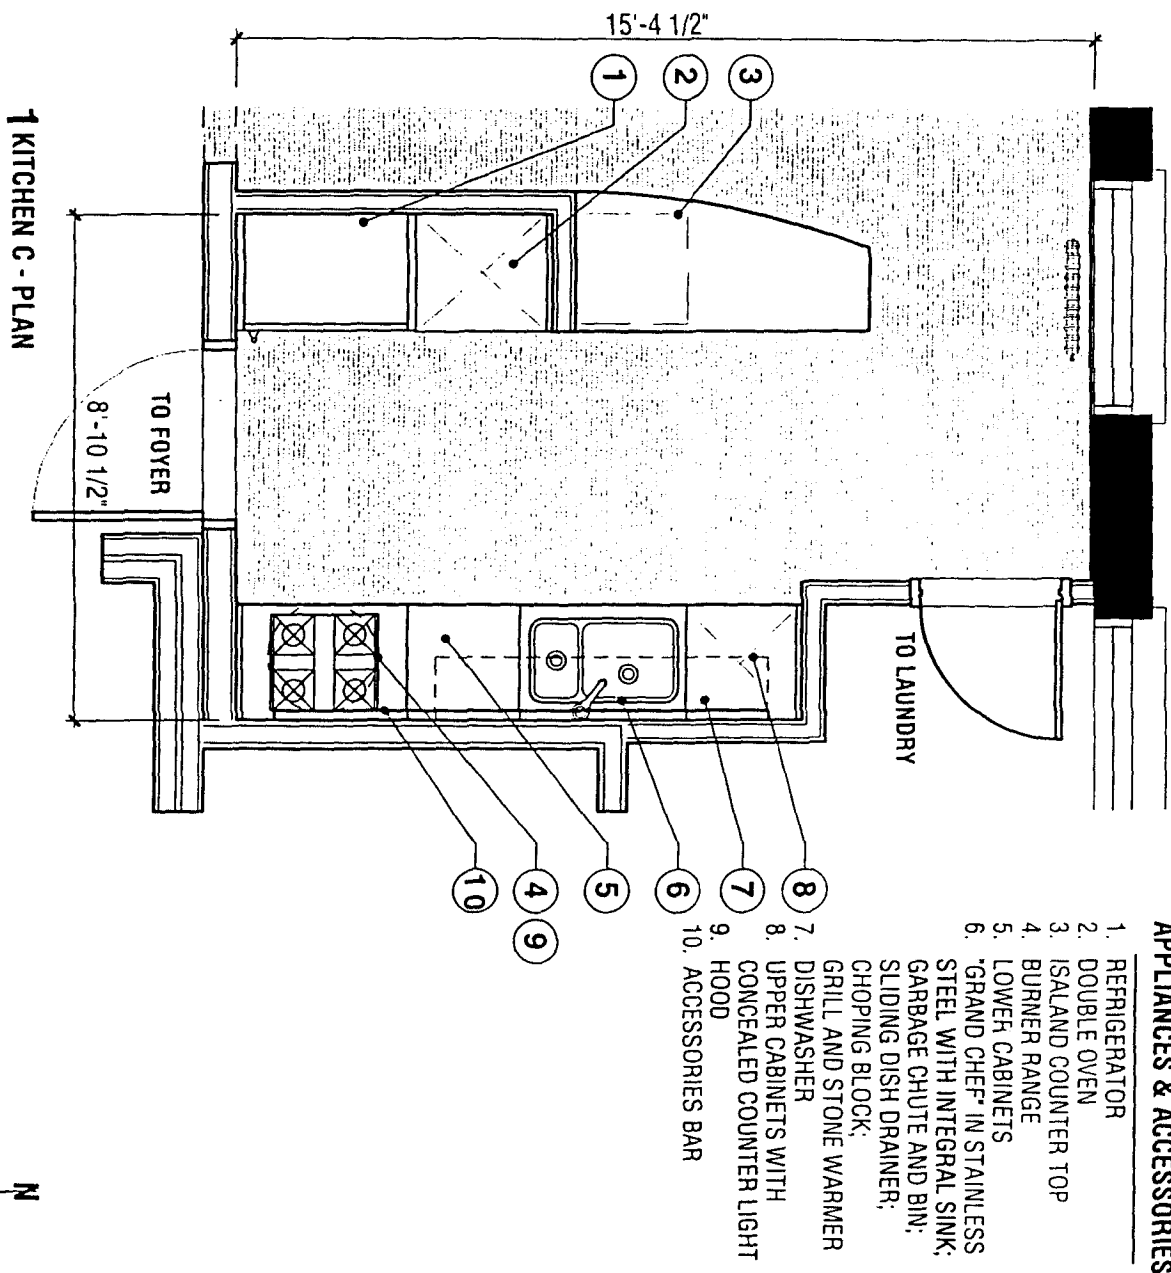 15'-4 1/2"
1
2
3
1 KITCHEN C - PLAN
TO FOYER
8'-10 1/2"
TO LAUNDRY
10
4
9
5
6
7
8
APPLIANCES & ACCESSORIES
1. REFRIGERATOR
2. DOUBLE OVEN
3. ISALAND COUNTER TOP
4. BURNER RANGE
5. LOWER CABINETS
6. "GRAND CHEF" IN STAINLESS
STEEL WITH INTEGRAL SINK;
GARBAGE CHUTE AND BIN;
SLIDING DISH DRAINER;
CHOPING BLOCK;
GRILL AND STONE WARMER
7. DISHWASHER
8. UPPER CABINETS WITH
CONCEALED COUNTER LIGHT
9. HOOD
10. ACCESSORIES BAR
N